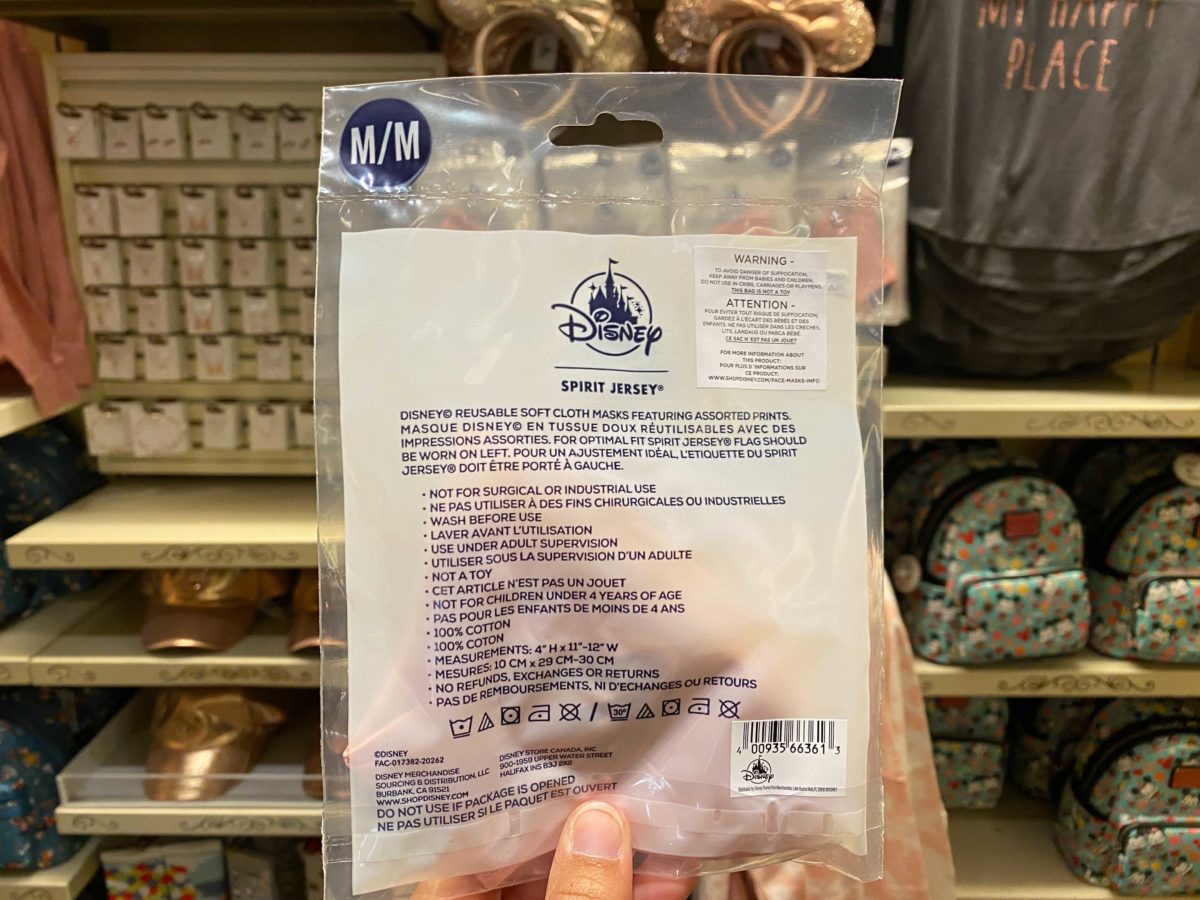 MY HAPPY
PLACE
M/M
WARNING -
TO AVOID DANGER OF SUFFOCATION,
KEEP AWAY FROM BABIES AND CHILDREN.
DO NOT USE IN CRIBS, CARRIAGES OR PLAYPENS.
THIS BAG IS NOT A TOY
ATTENTION -
POUR ÉVITER TOUT RISQUE DE SUFFOCATION,
GARDEZ À L'ÉCART DES BÉBÉS ET DES
ENFANTS. NE PAS UTILISER DANS LES CRECHES,
LITS, LANDAUS OU PARCA BÉBÉ.
CE SAC N'EST PAS UN JOUET
FOR MORE INFORMATION ABOUT
THIS PRODUCT:
POUR PLUS D'INFORMATIONS SUR
CE PRODUCT:
WWW.SHOPDISNEY.COM/FACE-MASKS-INFO
Disney
SPIRIT JERSEY®
DISNEY© REUSABLE SOFT CLOTH MASKS FEATURING ASSORTED PRINTS.
MASQUE DISNEY© EN TISSUE DOUX RÉUTILISABLES AVEC DES
IMPRESSIONS ASSORTIES. FOR OPTIMAL FIT SPIRIT JERSEY® FLAG SHOULD
BE WORN ON LEFT. POUR UN AJUSTEMENT IDÉAL, L'ETIQUETTE DU SPIRIT
JERSEY® DOIT ÊTRE PORTÉ À GAUCHE.
• NOT FOR SURGICAL OR INDUSTRIAL USE
• NE PAS UTILISER À DES FINS CHIRURGICALES OU INDUSTRIELLES
• WASH BEFORE USE
• LAVER AVANT L'UTILISATION
• USE UNDER ADULT SUPERVISION
• UTILISER SOUS LA SUPERVISION D'UN ADULTE
• NOT A TOY
• CET ARTICLE N'EST PAS UN JOUET
• NOT FOR CHILDREN UNDER 4 YEARS OF AGE
• PAS POUR LES ENFANTS DE MOINS DE 4 ANS
• 100% COTTON
• 100% COTON
• MEASUREMENTS: 4" H X 11"-12" W
• MESURES: 10 CM X 29 CM-30 CM
• NO REFUNDS, EXCHANGES OR RETURNS
• PAS DE REMBOURSEMENTS, NI D'ECHANGES OU RETOURS
/ 30°
©DISNEY
FAC-017382-20262
DISNEY MERCHANDISE
SOURCING & DISTRIBUTION, LLC
BURBANK, CA 91521
WWW.SHOPDISNEY.COM
DISNEY STORE CANADA, INC
900-1959 UPPER WATER STREET
HALIFAX INS B3J 2X2
DO NOT USE IF PACKAGE IS OPENED
NE PAS UTILISER SI LE PAQUET EST OUVERT
4 00935 66361 3
Disney